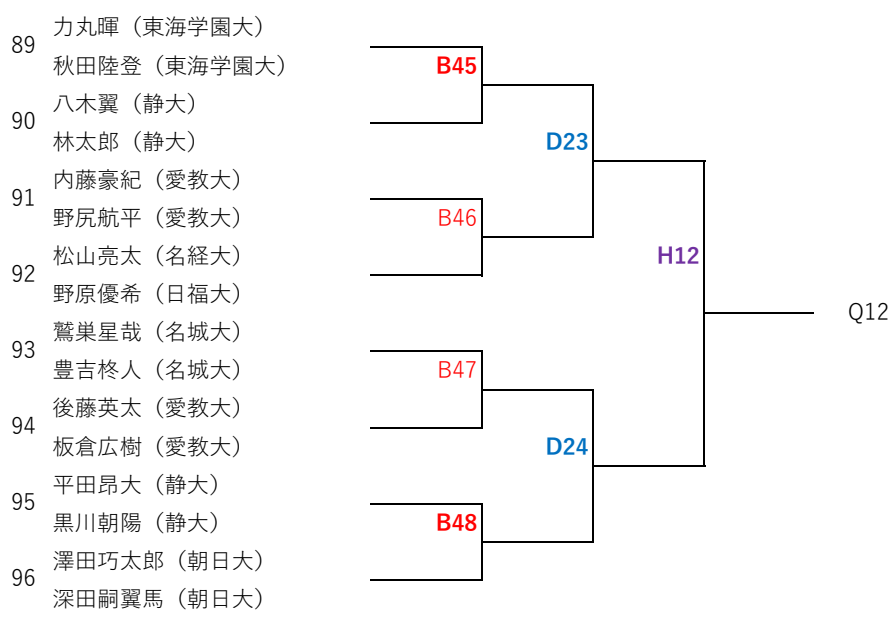 89
力丸暉（東海学園大）
秋田陸登（東海学園大）
B45
90
八木翼（静大）
林太郎（静大）
D23
91
内藤豪紀（愛教大）
野尻航平（愛教大）
B46
92
松山亮太（名経大）
野原優希（日福大）
H12
Q12
93
鷲巣星哉（名城大）
豊吉柊人（名城大）
B47
94
後藤英太（愛教大）
板倉広樹（愛教大）
D24
95
平田昂大（静大）
黒川朝陽（静大）
B48
96
澤田巧太郎（朝日大）
深田嗣翼馬（朝日大）